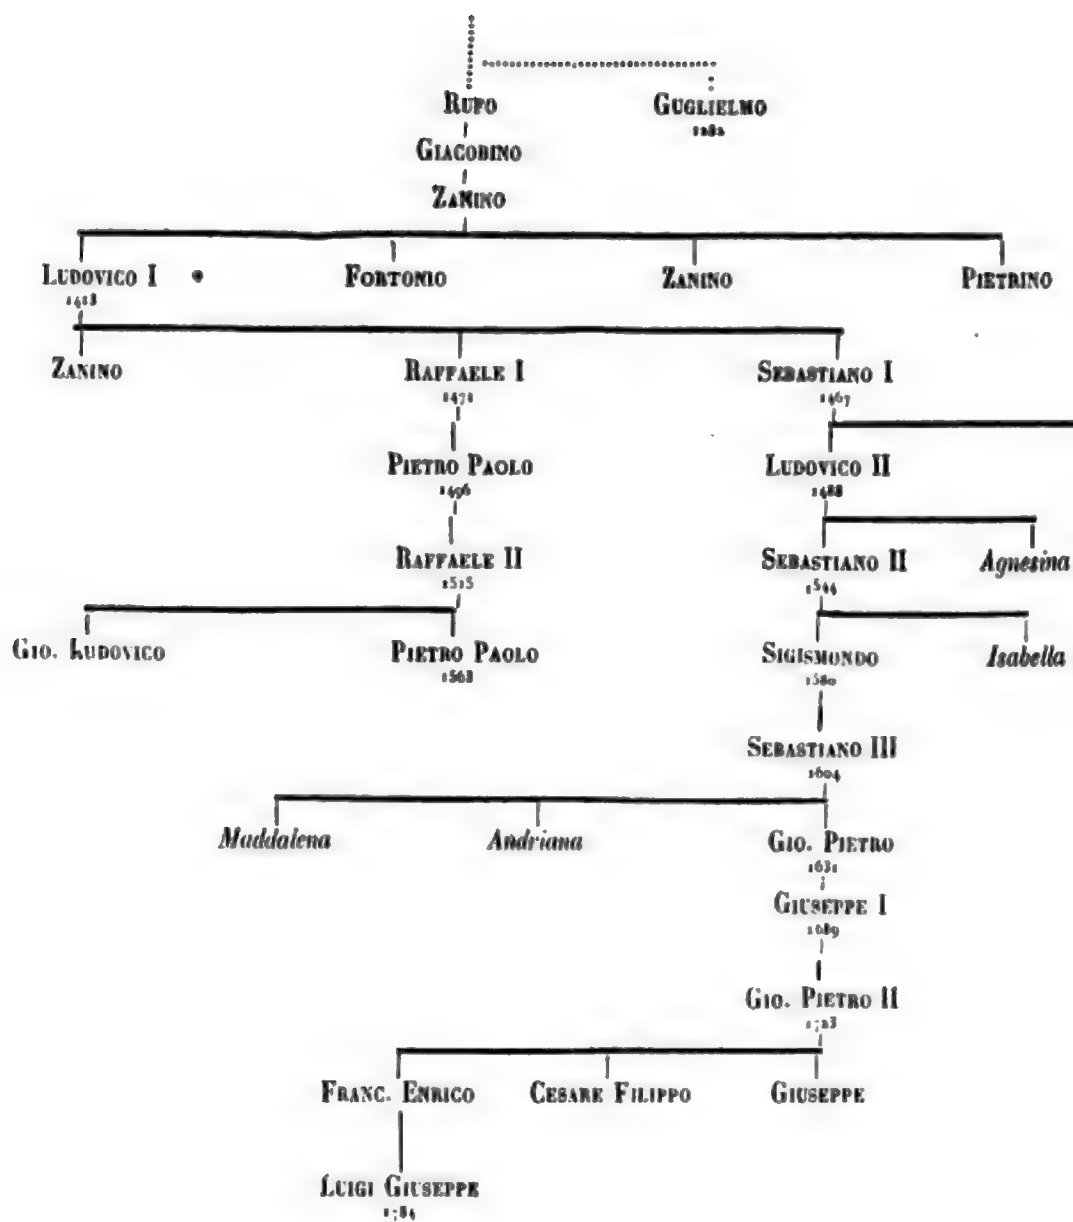 Rufo Guglielmo
1282
Giacobino
Zamino
Ludovico I Fortonio Zanino Pietrino
1413
Zanino Raffaele I Sebastiano I
1471 1467
Pietro Paolo Ludovico II
1496 1488
Raffaele II Sebastiano II Agnesina
1515 1544
Gio. Ludovico Pietro Paolo Sigismondo Isabella
1563 1580
Sebastiano III
1604
Maddalena Andriana Gio. Pietro
1631
Giuseppe I
1689
Gio. Pietro II
1723
Franc. Enrico Cesare Filippo Giuseppe
Luigi Giuseppe
1784